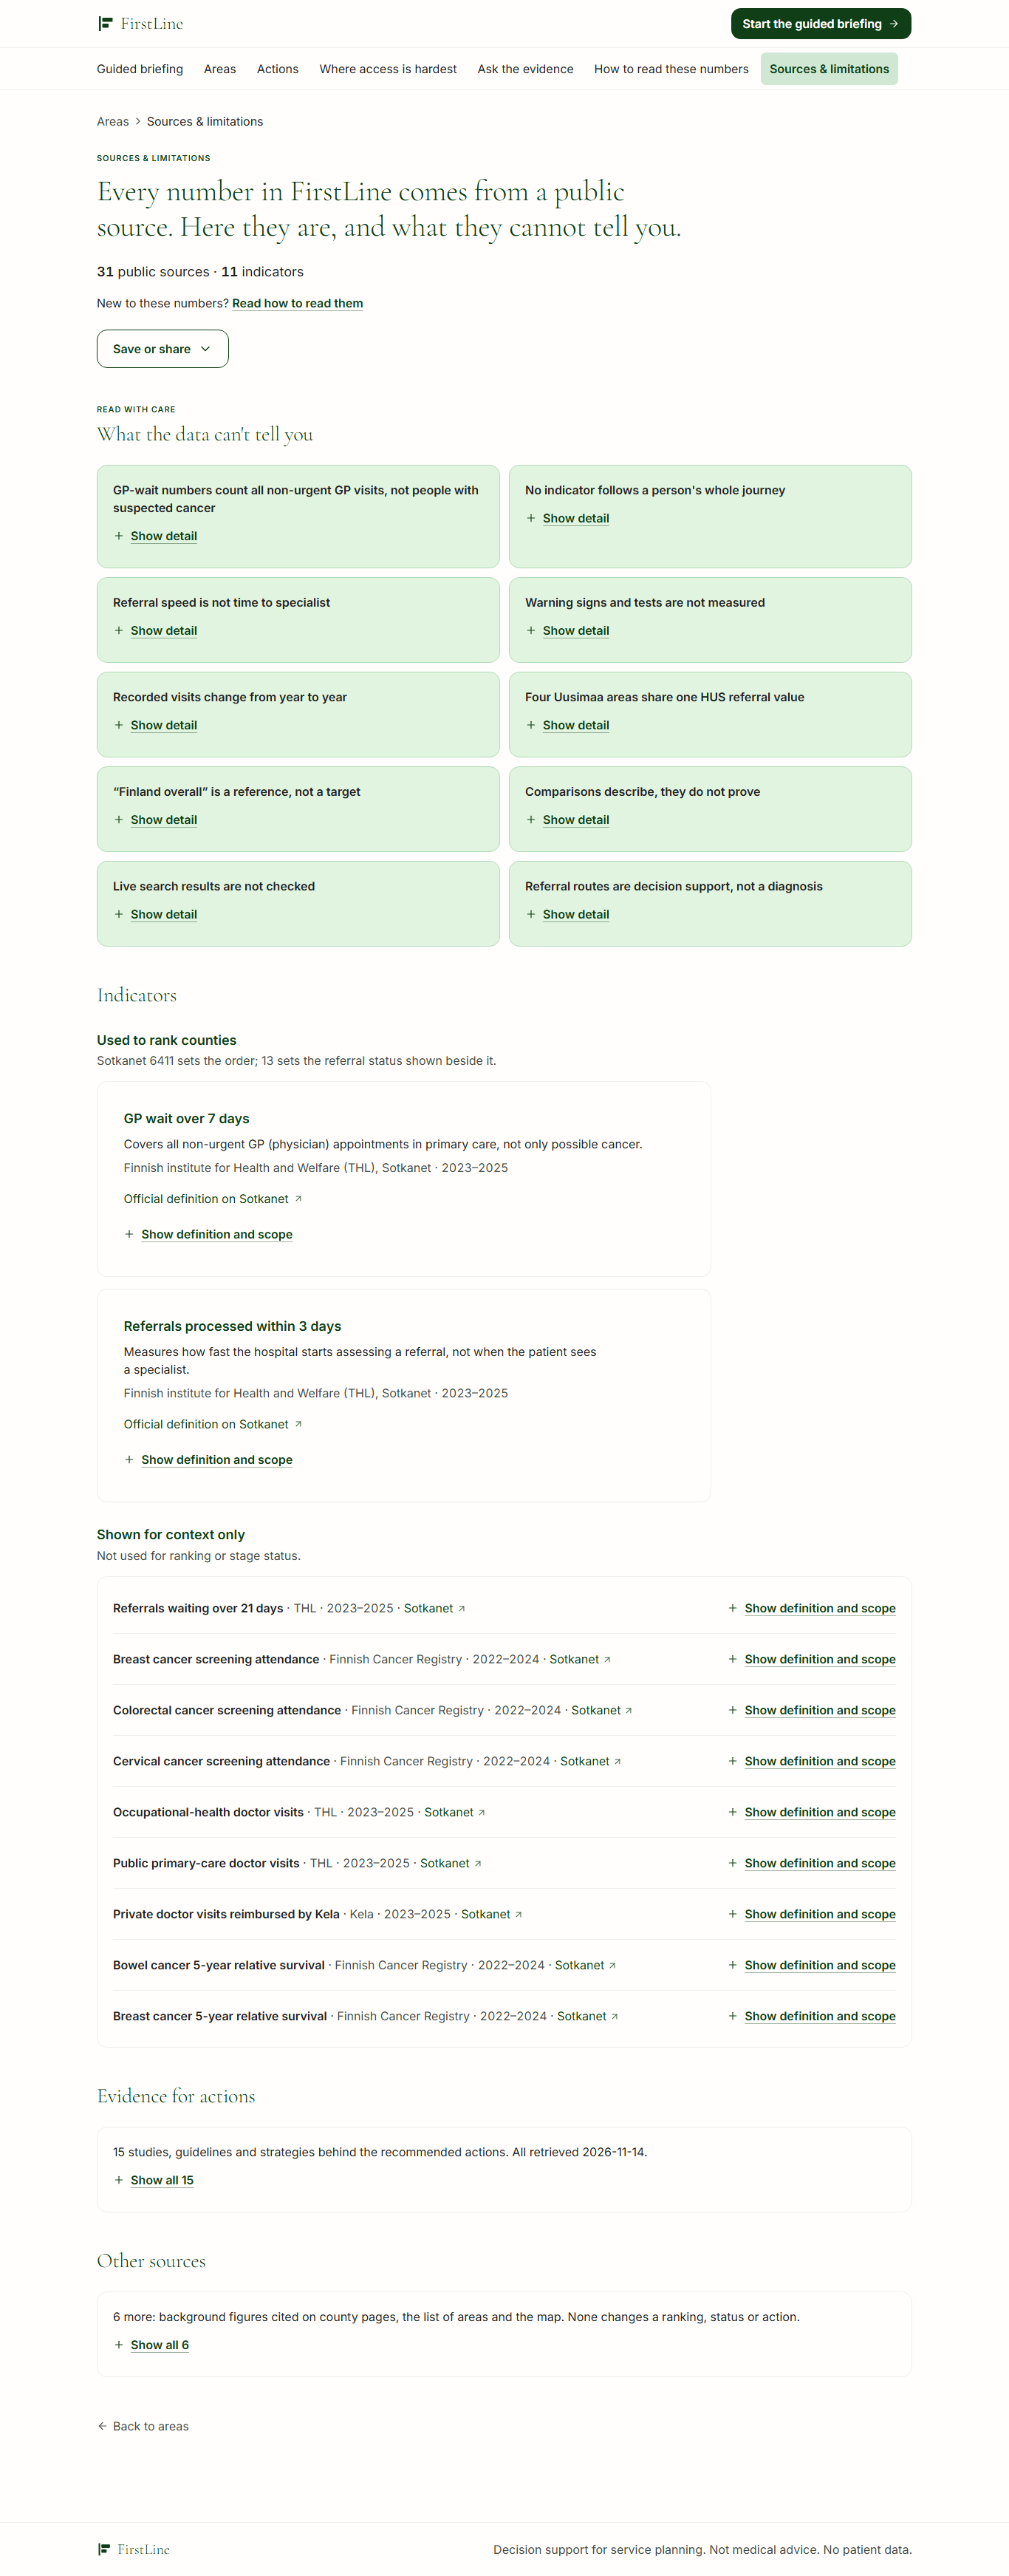 FirstLine
Start the guided briefing →
Guided briefing Areas Actions Where access is hardest Ask the evidence How to read these numbers Sources & limitations
Areas > Sources & limitations
SOURCES & LIMITATIONS
Every number in FirstLine comes from a public
source. Here they are, and what they cannot tell you.
31 public sources · 11 indicators
New to these numbers? Read how to read them
Save or share
READ WITH CARE
What the data can't tell you
GP-wait numbers count all non-urgent GP visits, not people with
suspected cancer
+ Show detail
No indicator follows a person's whole journey
+ Show detail
Referral speed is not time to specialist
+ Show detail
Warning signs and tests are not measured
+ Show detail
Recorded visits change from year to year
+ Show detail
Four Uusimaa areas share one HUS referral value
+ Show detail
“Finland overall” is a reference, not a target
+ Show detail
Comparisons describe, they do not prove
+ Show detail
Live search results are not checked
+ Show detail
Referral routes are decision support, not a diagnosis
+ Show detail
Indicators
Used to rank counties
Sotkanet 6411 sets the order; 13 sets the referral status shown beside it.
GP wait over 7 days
Covers all non-urgent GP (physician) appointments in primary care, not only possible cancer.
Finnish institute for Health and Welfare (THL), Sotkanet · 2023–2025
Official definition on Sotkanet ↗
+ Show definition and scope
Referrals processed within 3 days
Measures how fast the hospital starts assessing a referral, not when the patient sees
a specialist.
Finnish institute for Health and Welfare (THL), Sotkanet · 2023–2025
Official definition on Sotkanet ↗
+ Show definition and scope
Shown for context only
Not used for ranking or stage status.
Referrals waiting over 21 days · THL · 2023–2025 · Sotkanet ↗ + Show definition and scope
Breast cancer screening attendance · Finnish Cancer Registry · 2022–2024 · Sotkanet ↗ + Show definition and scope
Colorectal cancer screening attendance · Finnish Cancer Registry · 2022–2024 · Sotkanet ↗ + Show definition and scope
Cervical cancer screening attendance · Finnish Cancer Registry · 2022–2024 · Sotkanet ↗ + Show definition and scope
Occupational-health doctor visits · THL · 2023–2025 · Sotkanet ↗ + Show definition and scope
Public primary-care doctor visits · THL · 2023–2025 · Sotkanet ↗ + Show definition and scope
Private doctor visits reimbursed by Kela · Kela · 2023–2025 · Sotkanet ↗ + Show definition and scope
Bowel cancer 5-year relative survival · Finnish Cancer Registry · 2022–2024 · Sotkanet ↗ + Show definition and scope
Breast cancer 5-year relative survival · Finnish Cancer Registry · 2022–2024 · Sotkanet ↗ + Show definition and scope
Evidence for actions
15 studies, guidelines and strategies behind the recommended actions. All retrieved 2026-11-14.
+ Show all 15
Other sources
6 more: background figures cited on county pages, the list of areas and the map. None changes a ranking, status or action.
+ Show all 6
← Back to areas
FirstLine
Decision support for service planning. Not medical advice. No patient data.